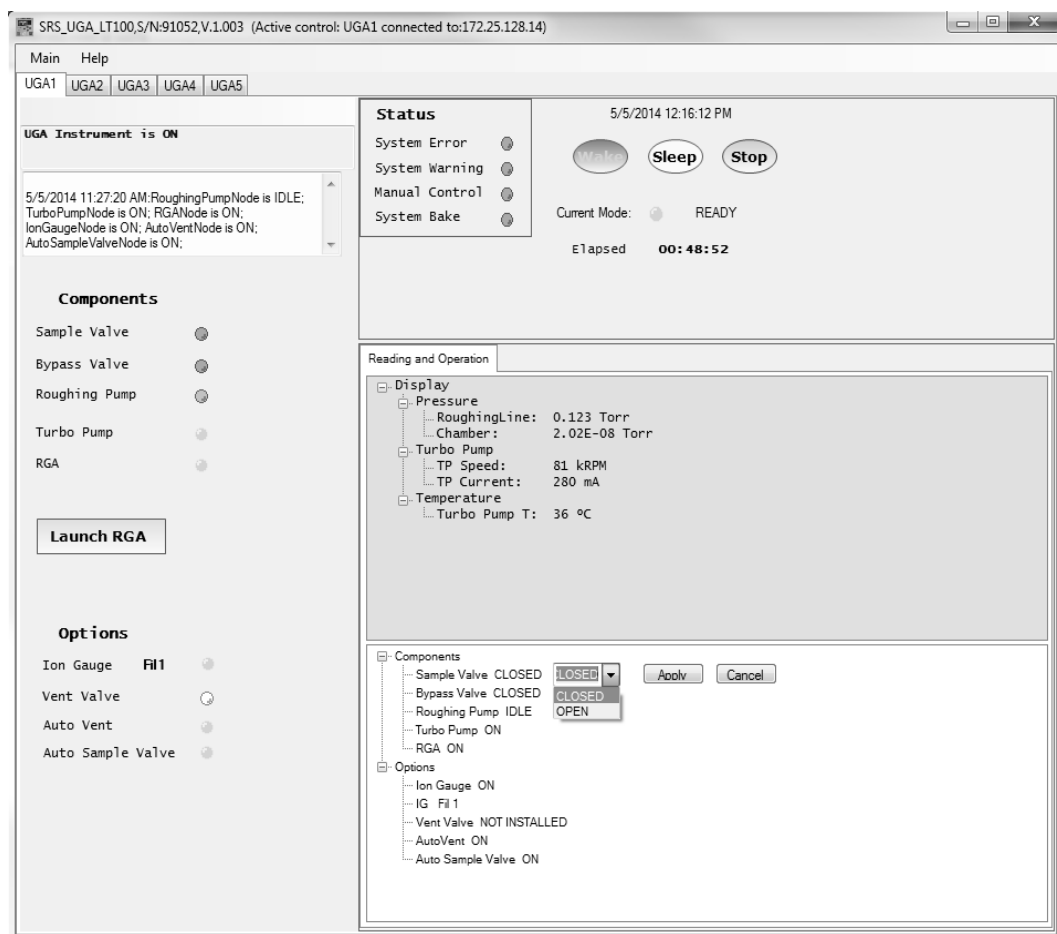 SRS_UGA_LT100,S/N:91052,V.1.003 (Active control: UGA1 connected to:172.25.128.14)
Main Help
UGA1 UGA2 UGA3 UGA4 UGA5
UGA Instrument is ON
5/5/2014 11:27:20 AM:RoughingPumpNode is IDLE;
TurboPumpNode is ON; RGANode is ON;
IonGaugeNode is ON; AutoVentNode is ON;
AutoSampleValveNode is ON;
Components
Sample Valve
Bypass Valve
Roughing Pump
Turbo Pump
RGA
Launch RGA
Options
Ion Gauge Fil1
Vent Valve
Auto Vent
Auto Sample Valve
Status
System Error
System Warning
Manual Control
System Bake
5/5/2014 12:16:12 PM
Wake Sleep Stop
Current Mode: READY
Elapsed 00:48:52
Reading and Operation
Display
Pressure
RoughingLine: 0.123 Torr
Chamber: 2.02E-08 Torr
Turbo Pump
TP Speed: 81 kRPM
TP Current: 280 mA
Temperature
Turbo Pump T: 36 ºC
Components
Sample Valve CLOSED CLOSED Apply Cancel
Bypass Valve CLOSED CLOSED
Roughing Pump IDLE OPEN
Turbo Pump ON
RGA ON
Options
Ion Gauge ON
IG Fil 1
Vent Valve NOT INSTALLED
AutoVent ON
Auto Sample Valve ON